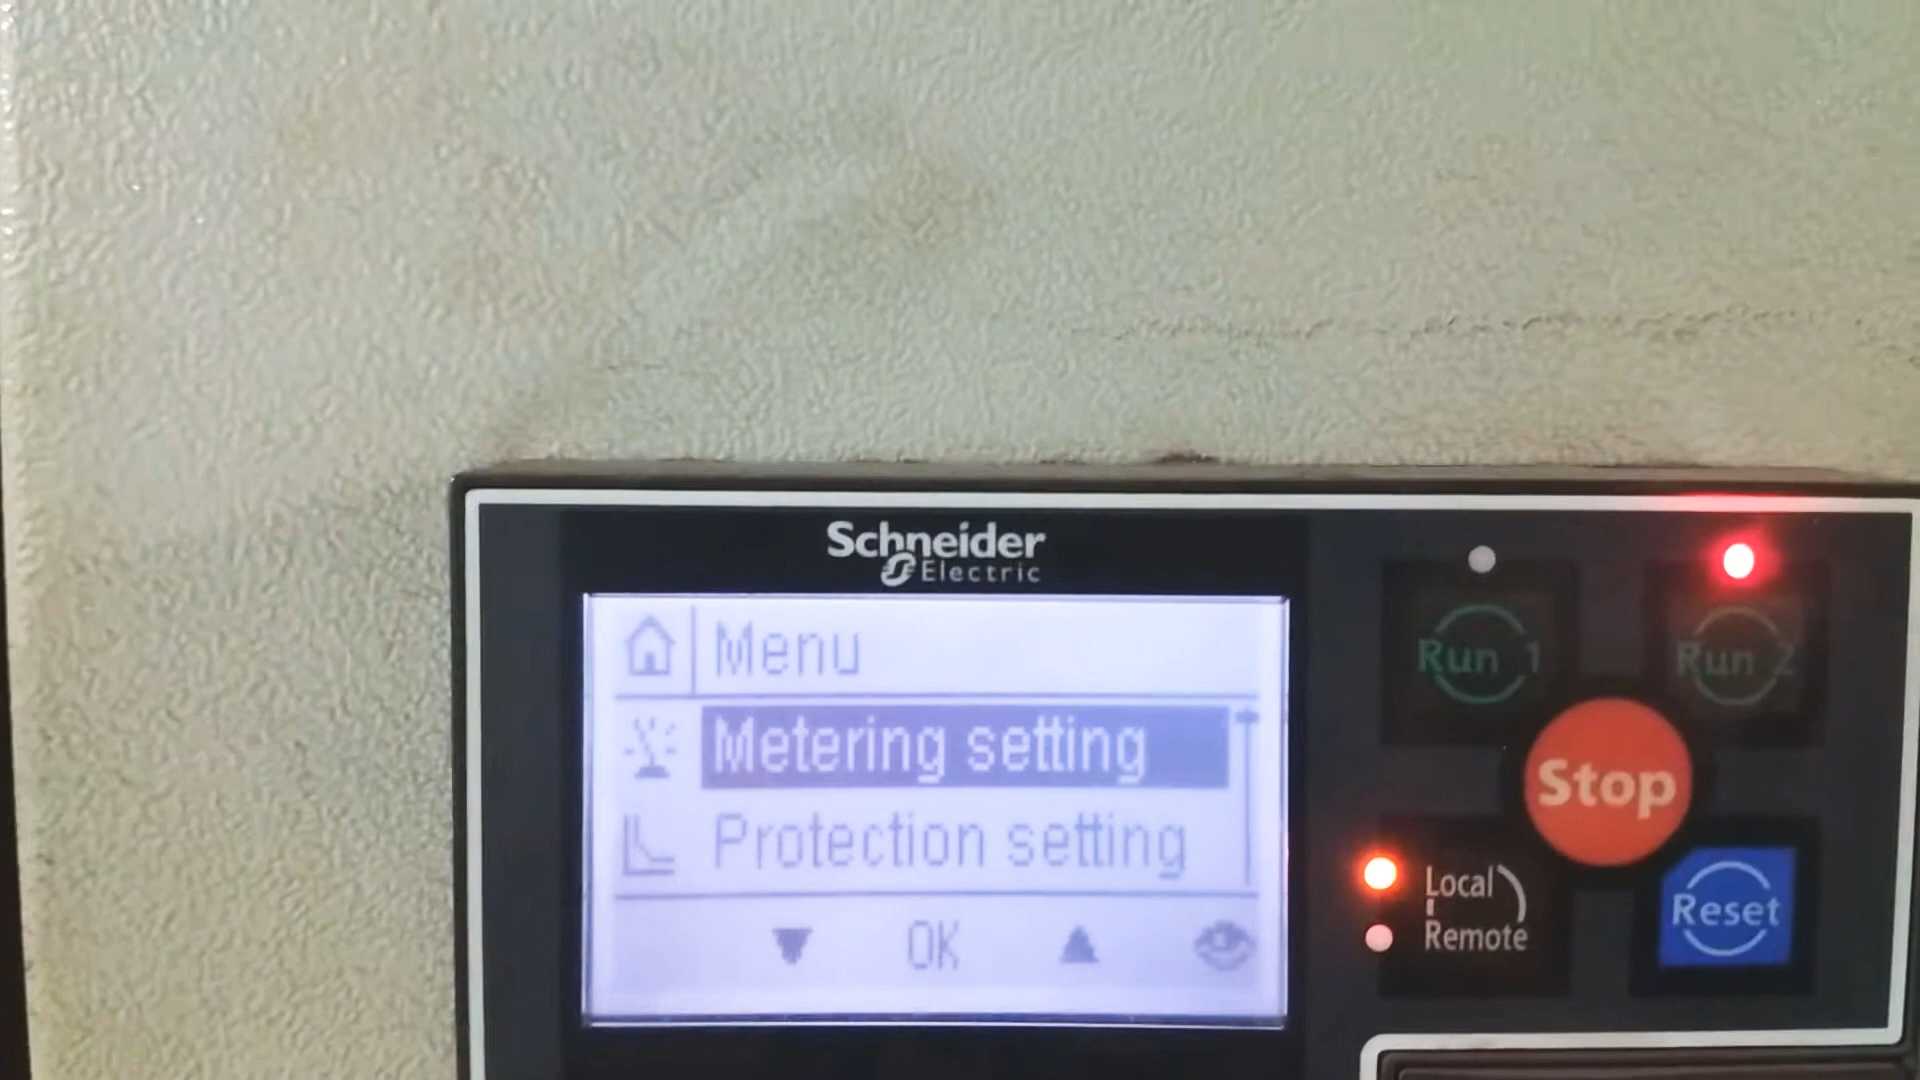 Schneider
Electric
Menu
Metering setting
Protection setting
OK
Run 1
Run 2
Stop
Local
Remote
Reset